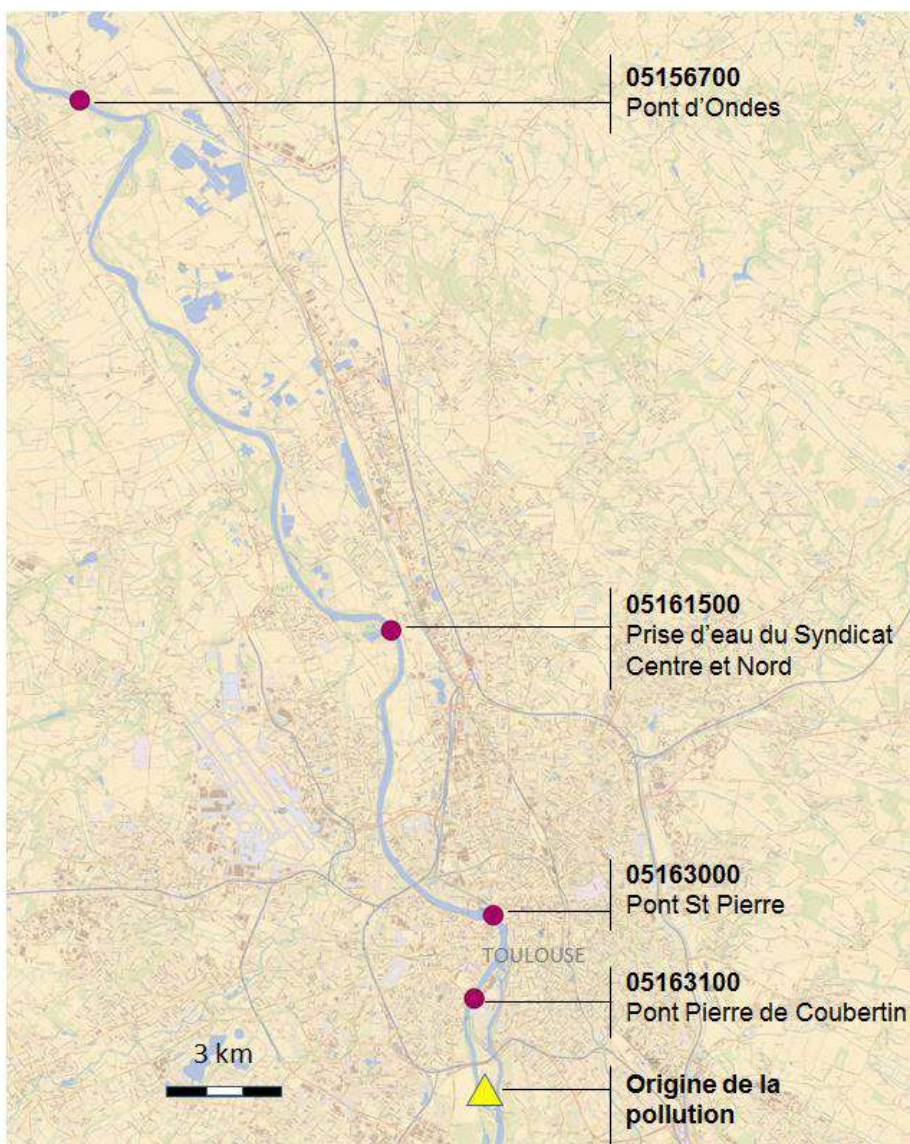 05156700
Pont d'Ondes
05161500
Prise d'eau du Syndicat
Centre et Nord
05163000
Pont St Pierre
TOULOUSE
05163100
Pont Pierre de Coubertin
3 km
Origine de la
pollution